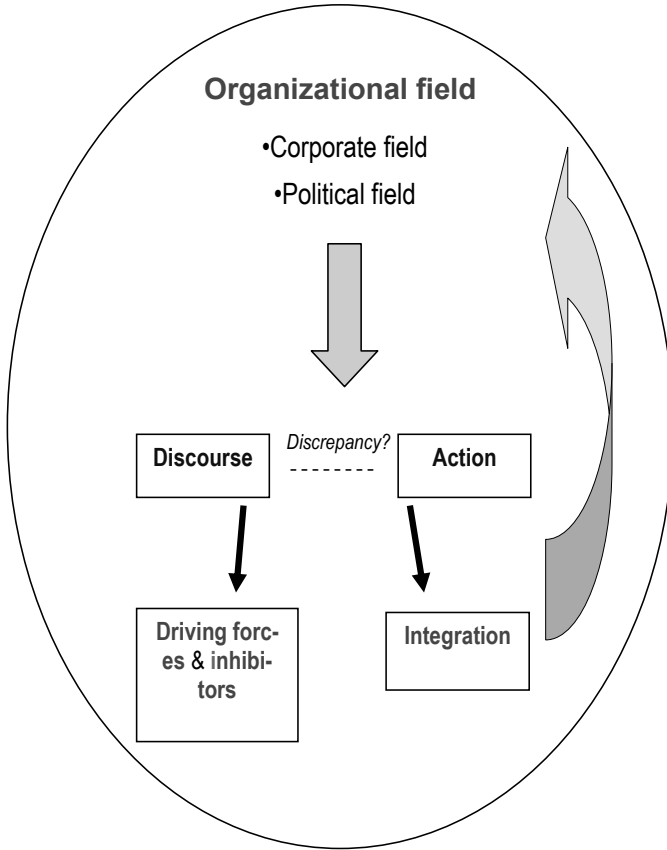 Organizational field
•Corporate field
•Political field
Discrepancy?
Discourse
Action
Driving forc-
es & inhibi-
tors
Integration